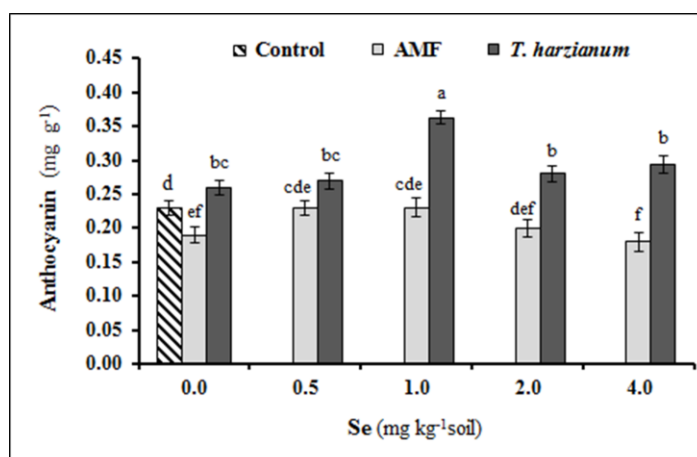 Control AMF T. harzianum
0.45
0.40
0.35
0.30
0.25
0.20
0.15
0.10
0.05
0.00
Anthocyanin (mg g-1)
d ef bc cde bc cde a def b f b
0.0 0.5 1.0 2.0 4.0
Se (mg kg-1soil)